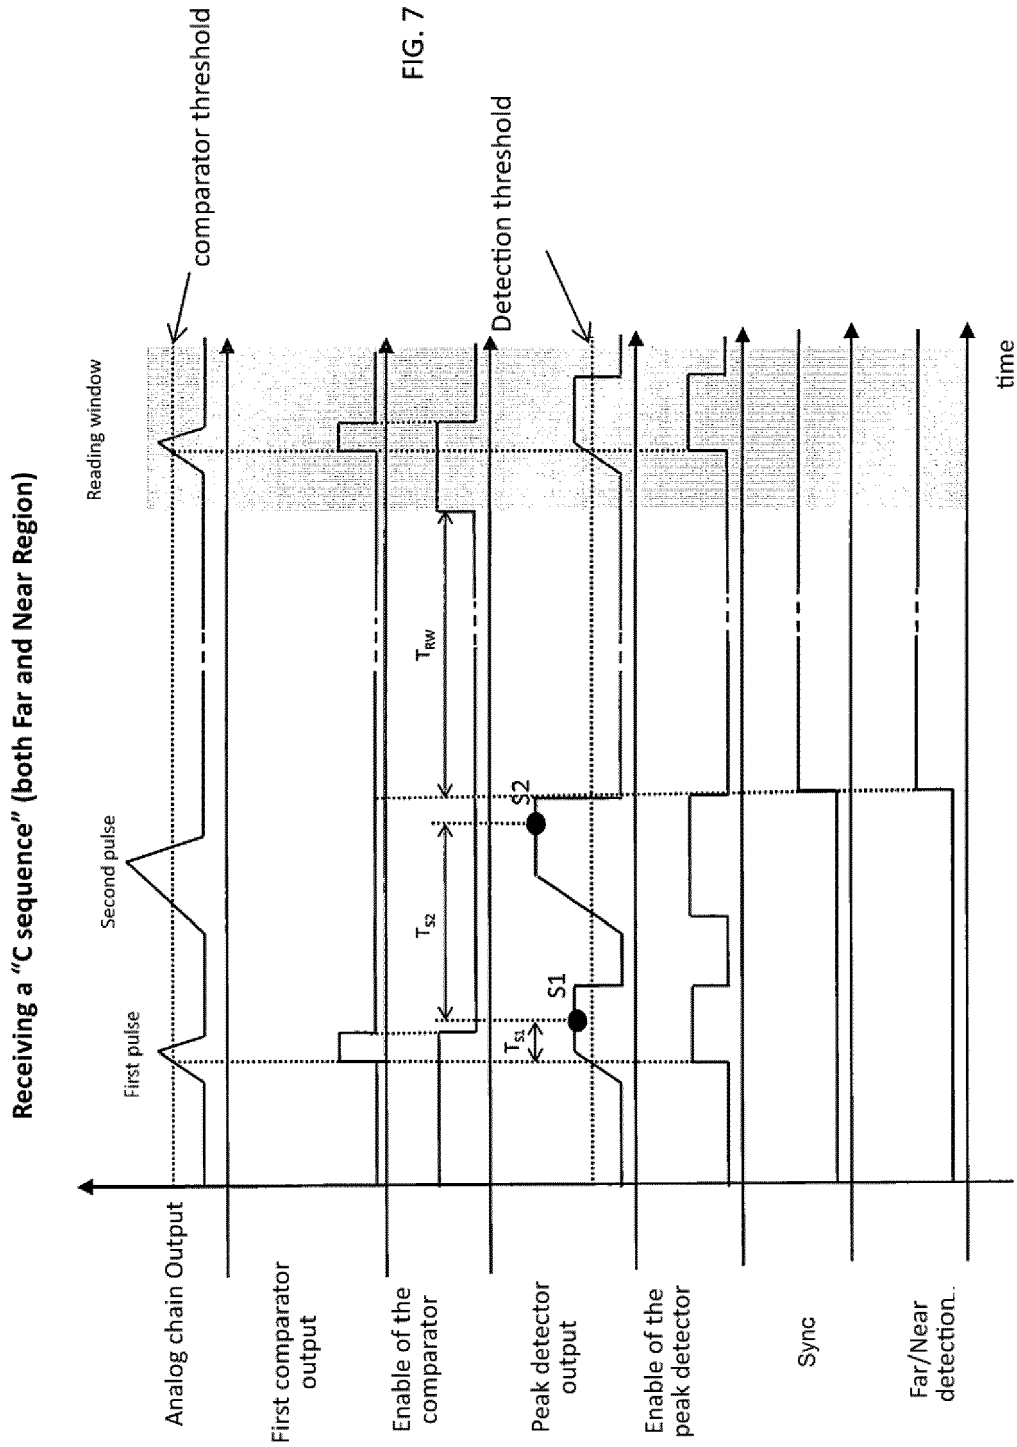 Receiving a "C sequence" (both Far and Near Region)
First pulse
Second pulse
Reading window
comparator threshold
Analog chain Output
First comparator
output
Enable of the
comparator
T_S1
T_S2
T_RW
Peak detector
output
S1
S2
Detection threshold
Enable of the
peak detector
Sync
Far/Near
detection..
time
FIG. 7